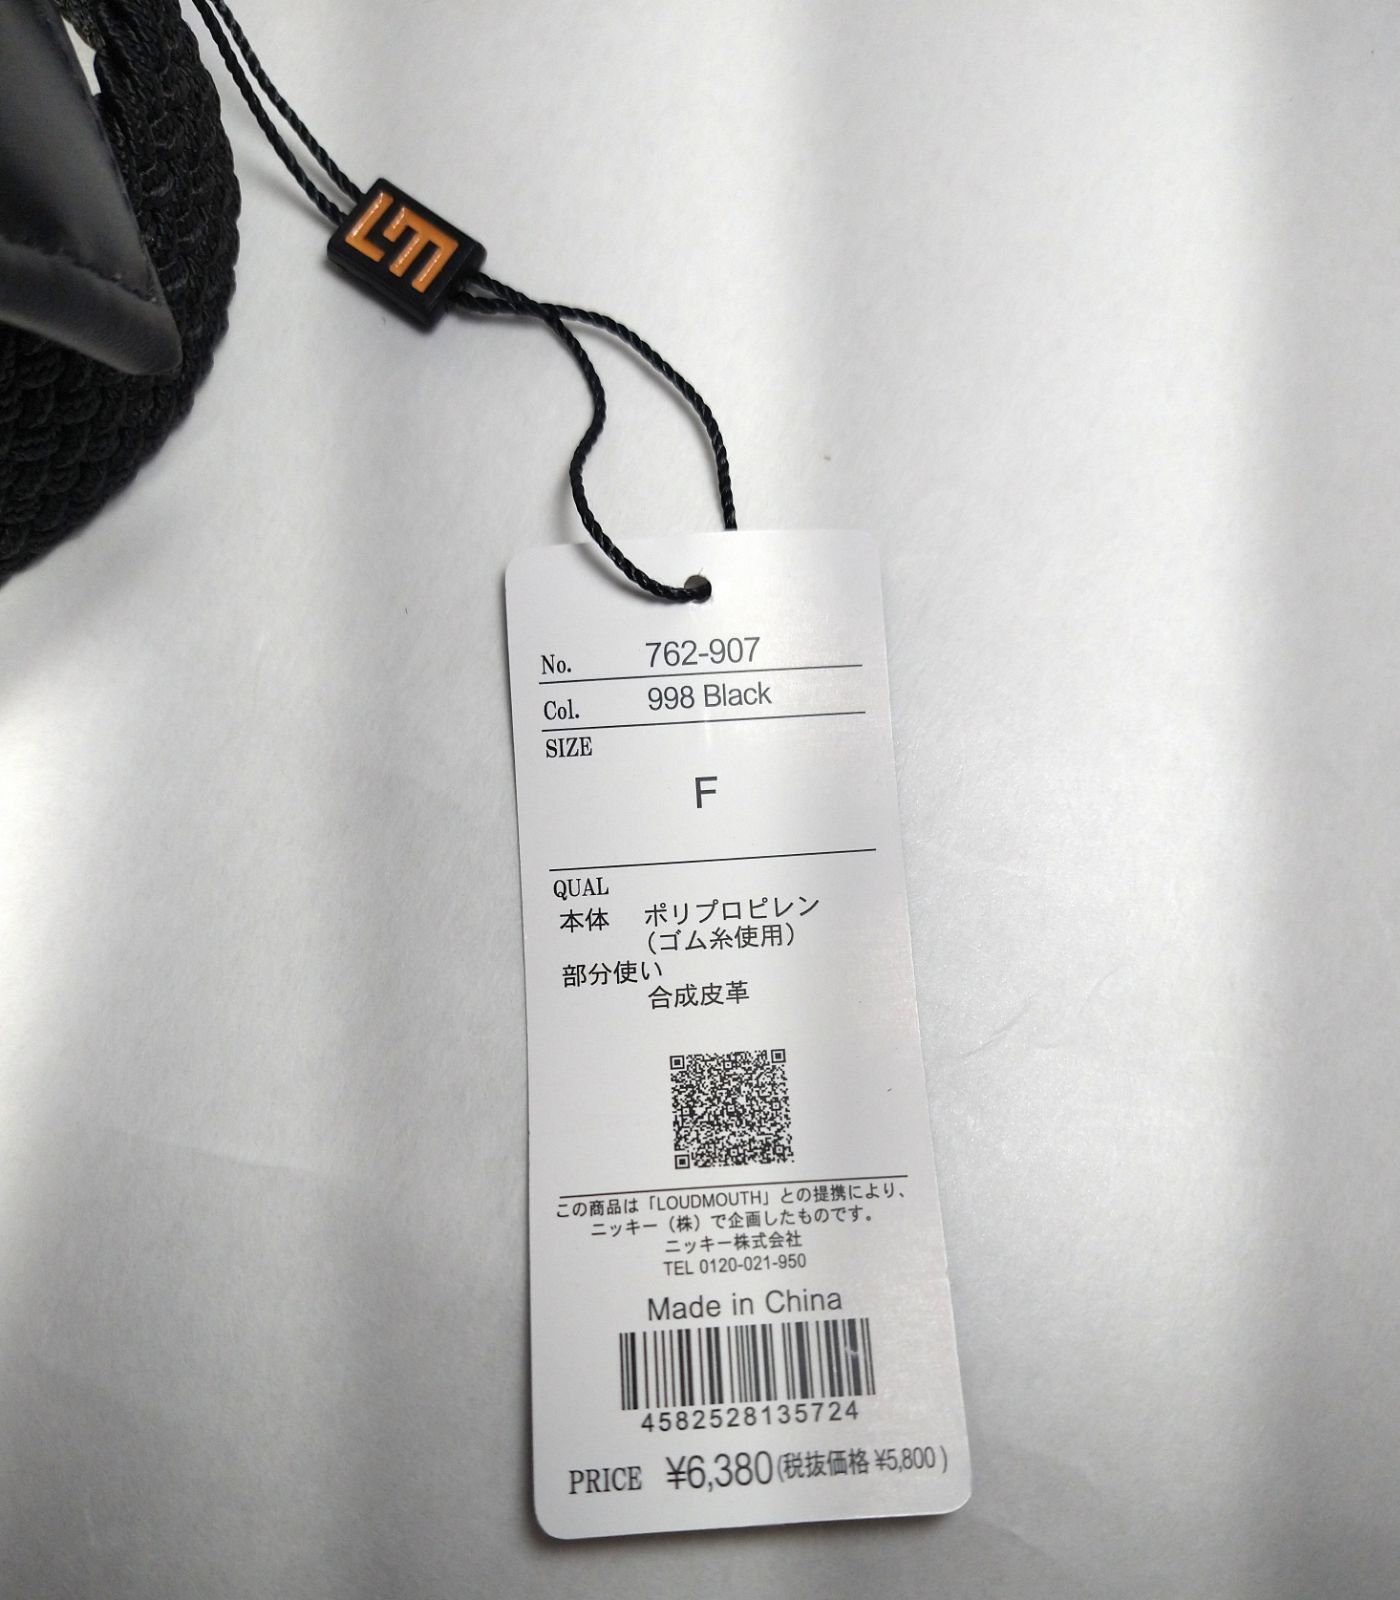 LM
No. 762-907
Col. 998 Black
SIZE
F
QUAL
本体 ポリプロピレン
(ゴム糸使用)
部分使い
合成皮革
この商品は「LOUDMOUTH」との提携により、
ニッキー（株）で企画したものです。
ニッキー株式会社
TEL 0120-021-950
Made in China
4582528135724
PRICE ¥6,380(税抜価格 ¥5,800 )